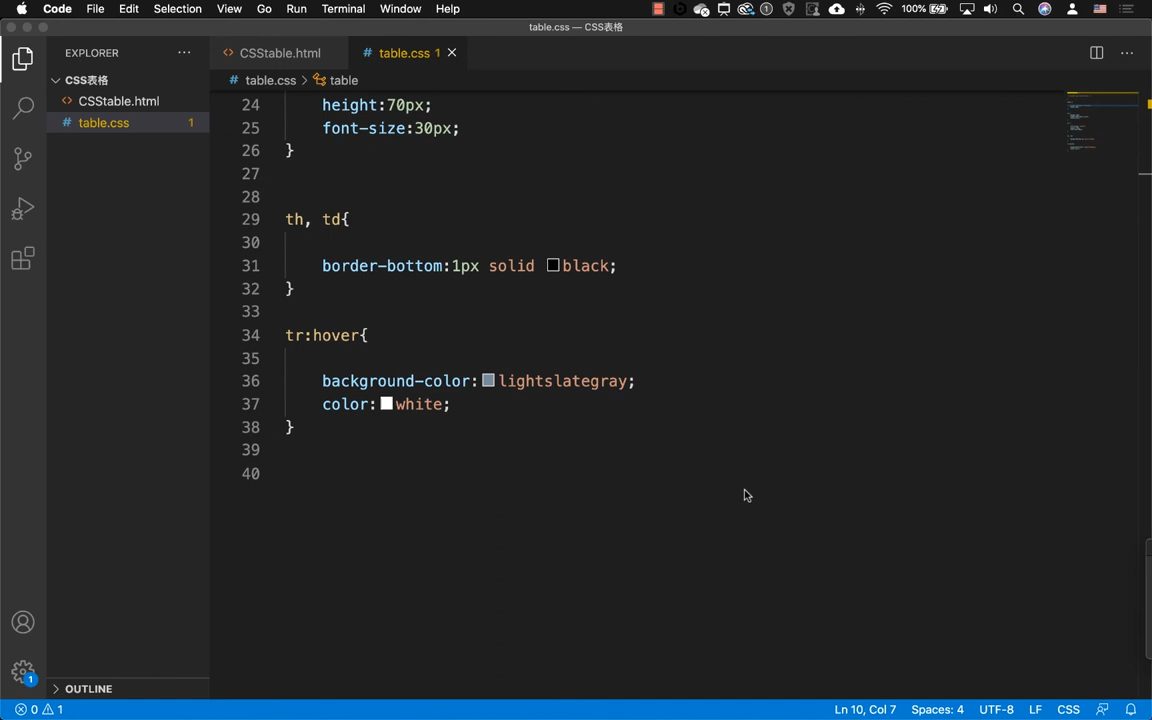 Code File Edit Selection View Go Run Terminal Window Help 100%
table.css — CSS表格
EXPLORER
CSStable.html
table.css 1
CSS表格
table.css table
CSStable.html
table.css 1
24 height:70px;
25 font-size:30px;
26 }
27
28
29 th, td{
30
31 border-bottom:1px solid black;
32 }
33
34 tr:hover{
35
36 background-color:lightslategray;
37 color:white;
38 }
39
40
1
OUTLINE
0 1 Ln 10, Col 7 Spaces: 4 UTF-8 LF CSS